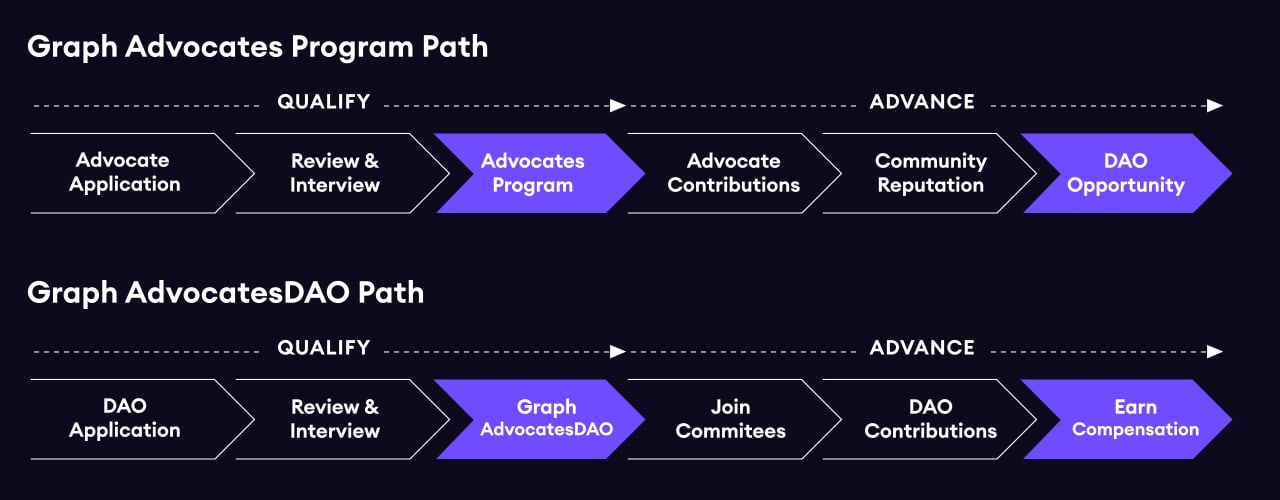 Graph Advocates Program Path
QUALIFY
ADVANCE
Advocate
Application
Review &
Interview
Advocates
Program
Advocate
Contributions
Community
Reputation
DAO
Opportunity
Graph AdvocatesDAO Path
QUALIFY
ADVANCE
DAO
Application
Review &
Interview
Graph
AdvocatesDAO
Join
Commitees
DAO
Contributions
Earn
Compensation